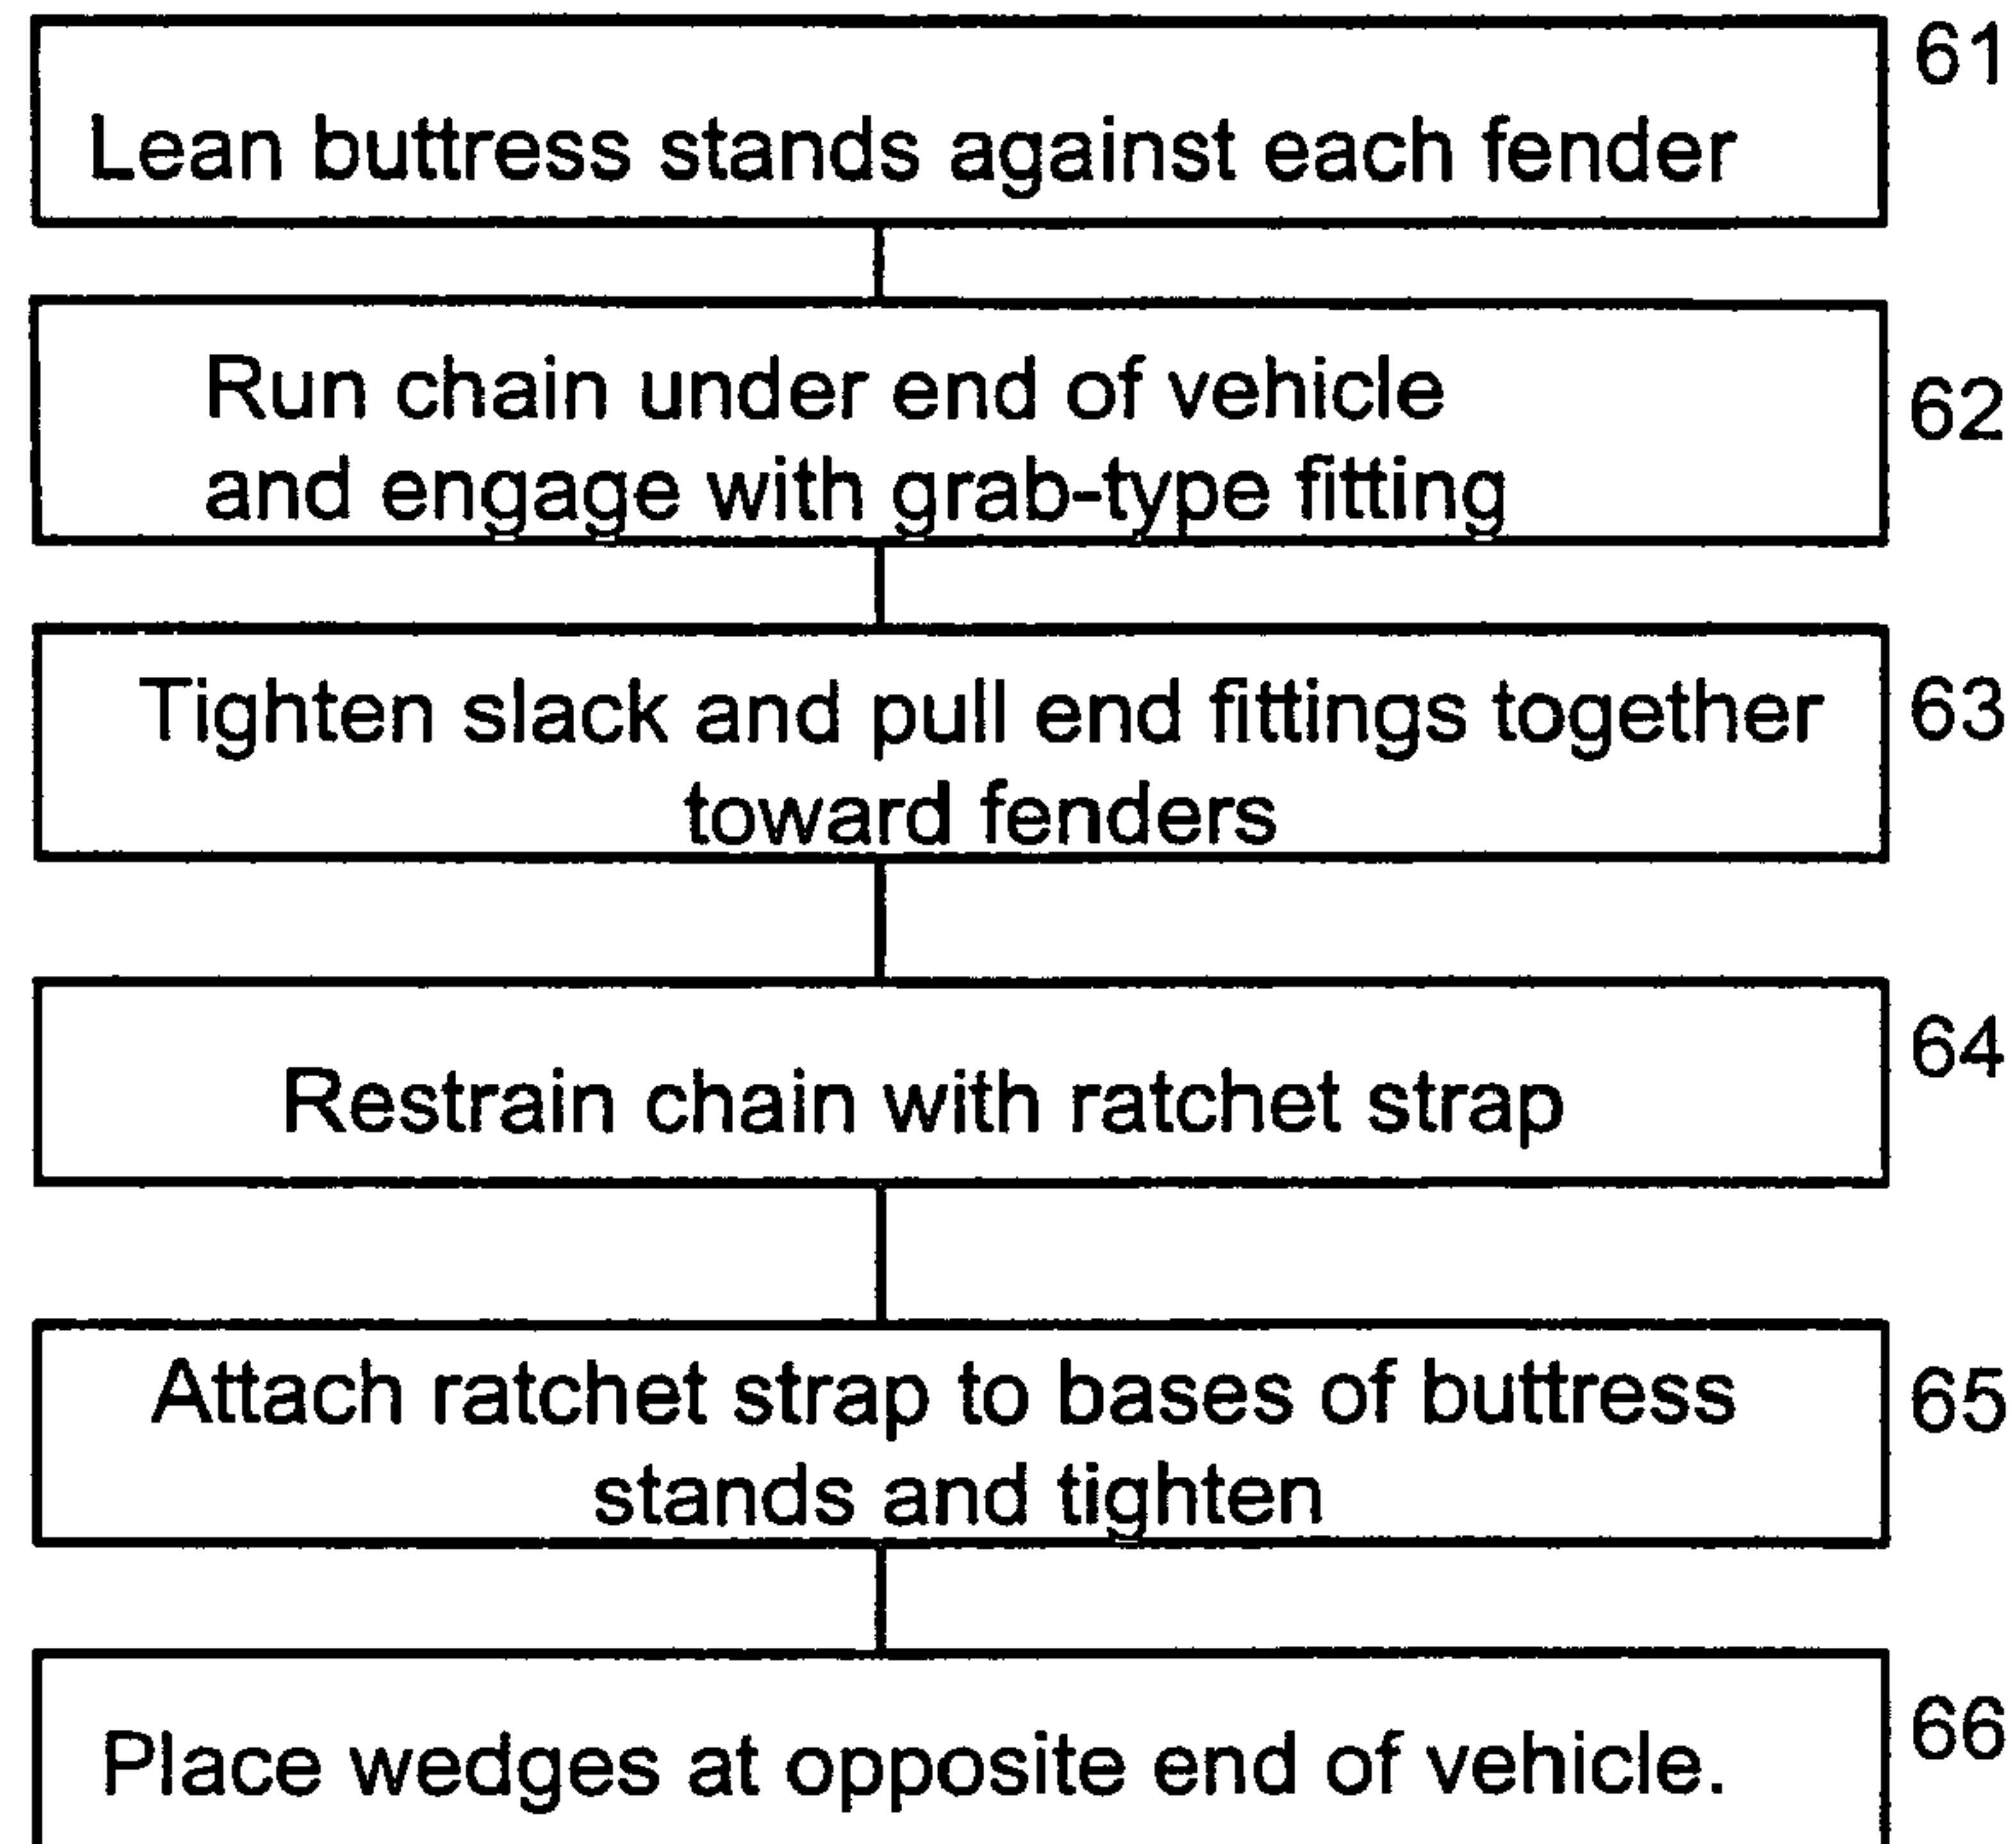 61
Lean buttress stands against each fender
Run chain under end of vehicle
62
and engage with grab-type fitting
Tighten slack and pull end fittings together
63
toward fenders
64
Restrain chain with ratchet strap
Attach ratchet strap to bases of buttress
65
stands and tighten
66
Place wedges at opposite end of vehicle.